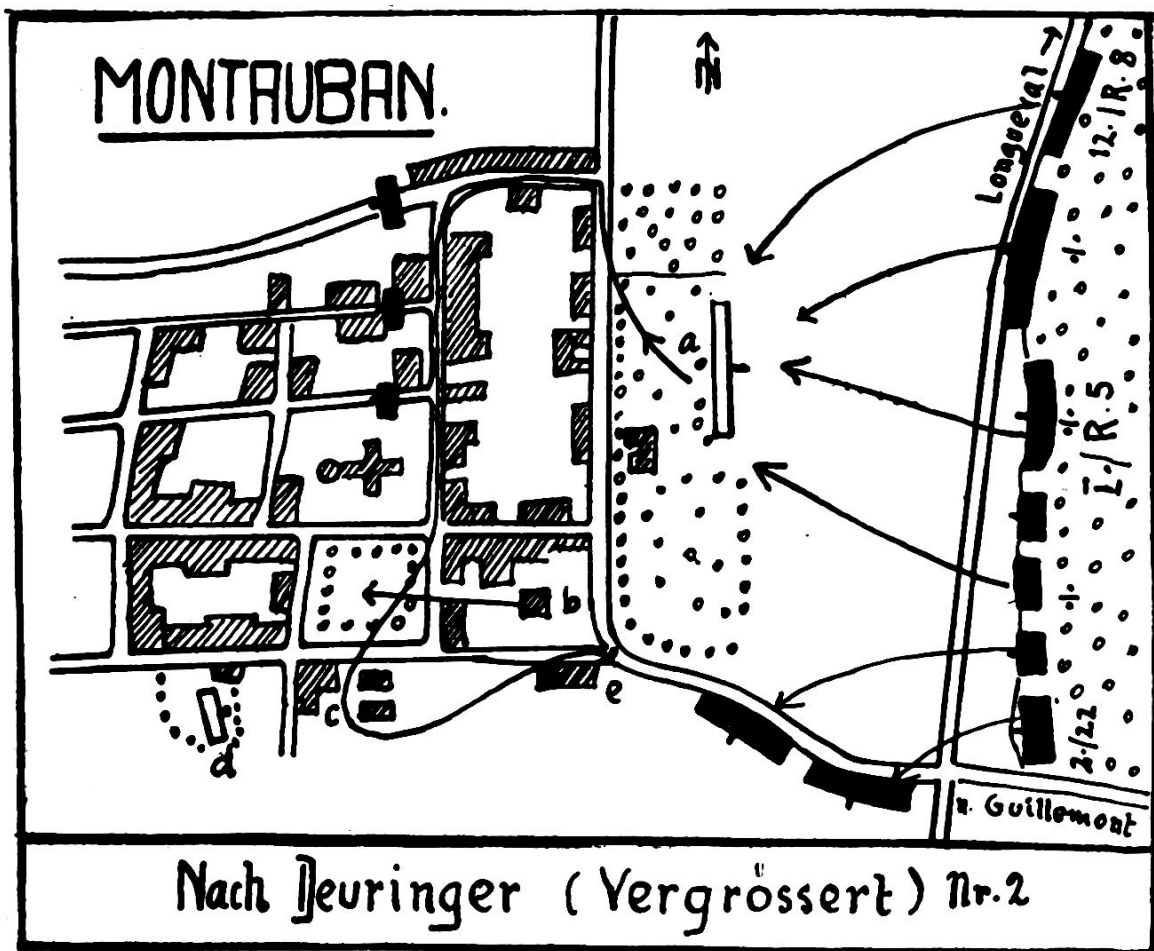 MONTAUBAN.
N
Longueval
12./R.8
a
I./R.5
b
c
e
d
2./22
n. Guillemont
Nach Deuringer (Vergrössert) Nr. 2